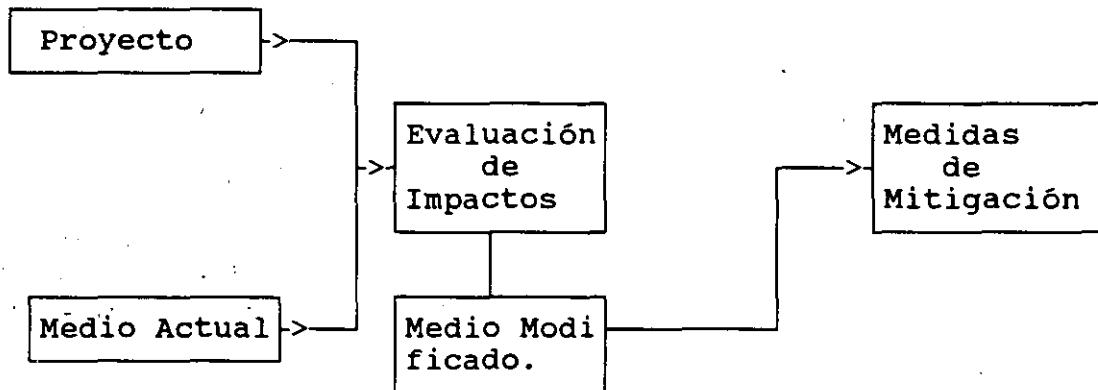 Proyecto
Evaluación
de
Impactos
Medidas
de
Mitigación
Medio Actual
Medio Modi
ficado.